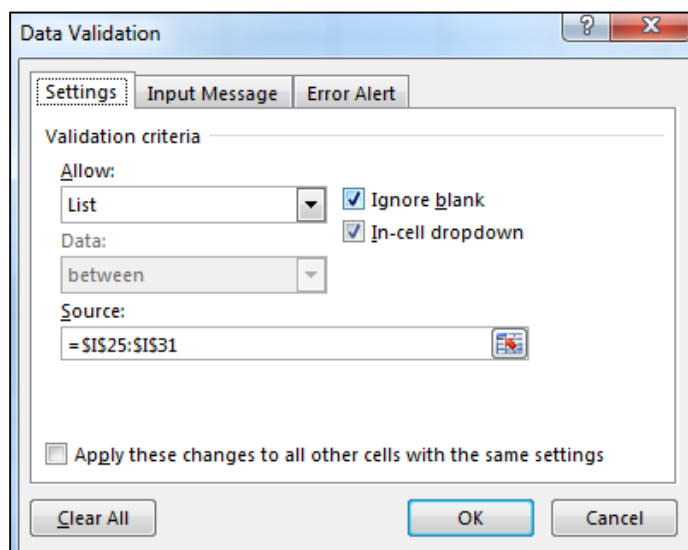 Data Validation
Settings Input Message Error Alert
Validation criteria
Allow:
List
Ignore blank
In-cell dropdown
Data:
between
Source:
=$I$25:$I$31
Apply these changes to all other cells with the same settings
Clear All OK Cancel